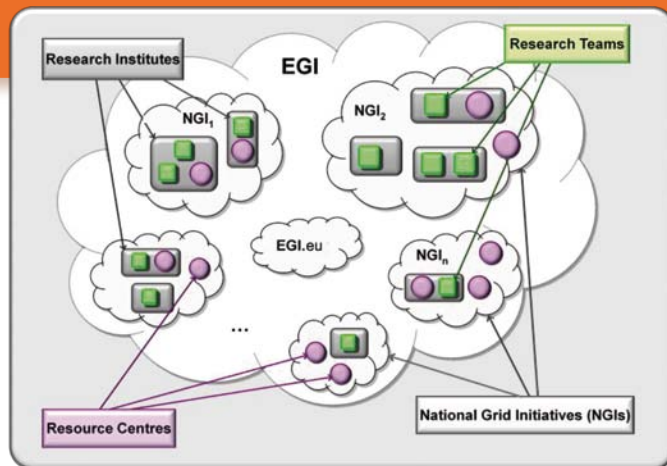 Research Institutes
EGI
Research Teams
NGI₁
NGI₂
EGI.eu
NGIₙ
...
Resource Centres
National Grid Initiatives (NGIs)